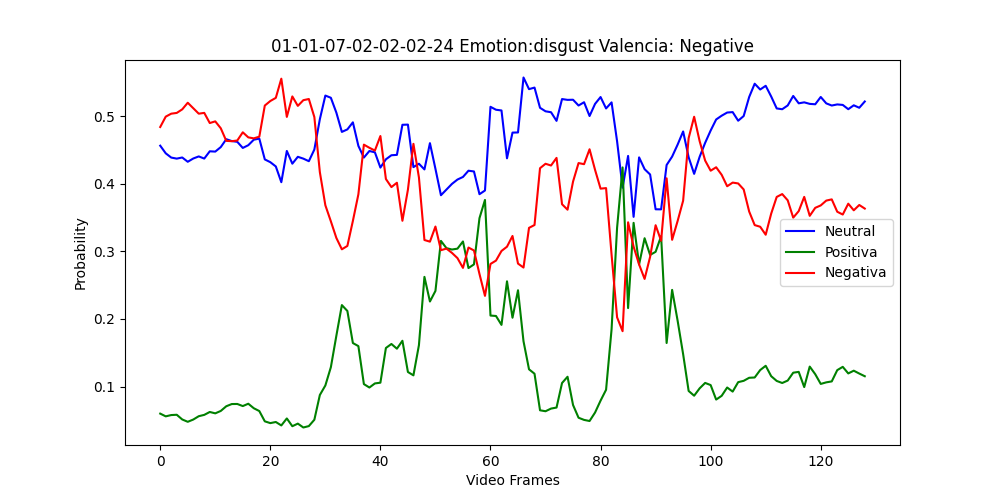 01-01-07-02-02-02-24 Emotion:disgust Valencia: Negative
Probability
0.5
0.4
0.3
0.2
0.1
Neutral
Positiva
Negativa
0 20 40 60 80 100 120
Video Frames